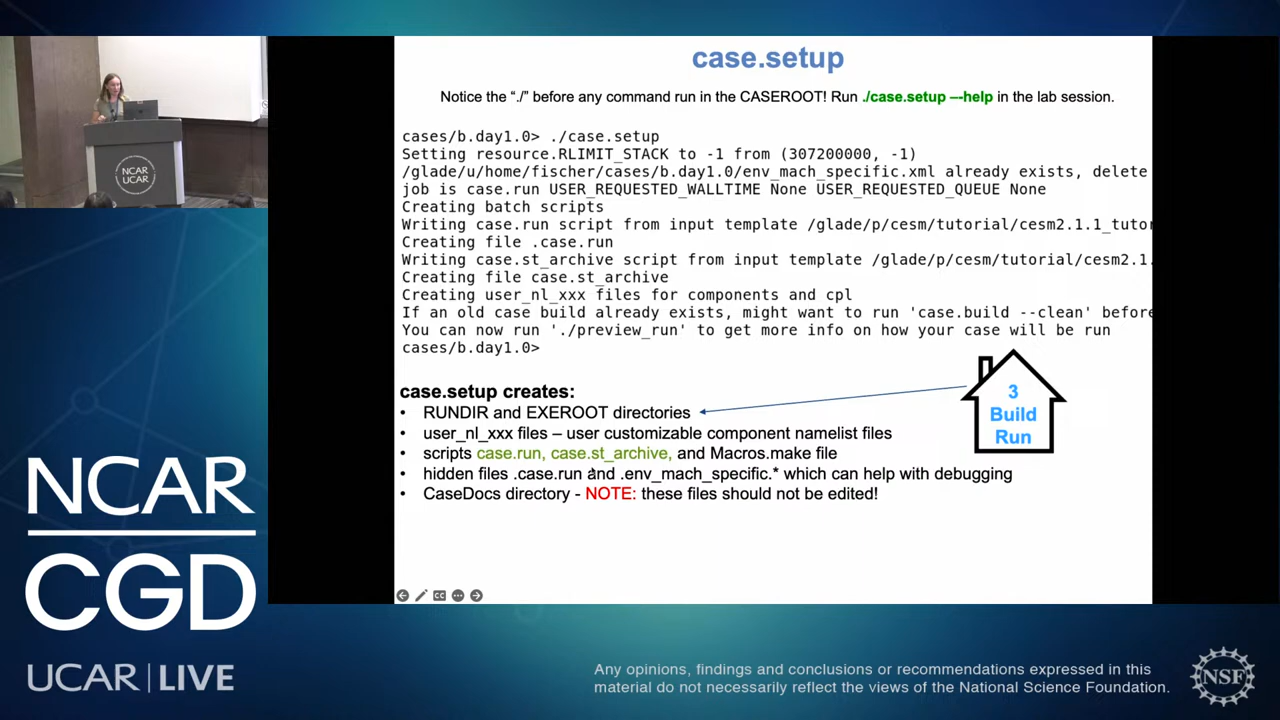 case.setup
Notice the “./” before any command run in the CASEROOT! Run ./case.setup –-help in the lab session.
cases/b.day1.0> ./case.setup
Setting resource.RLIMIT_STACK to -1 from (307200000, -1)
/glade/u/home/fischer/cases/b.day1.0/env_mach_specific.xml already exists, delete
job is case.run USER_REQUESTED_WALLTIME None USER_REQUESTED_QUEUE None
Creating batch scripts
Writing case.run script from input template /glade/p/cesm/tutorial/cesm2.1.1_tutor
Creating file .case.run
Writing case.st_archive script from input template /glade/p/cesm/tutorial/cesm2.1.
Creating file case.st_archive
Creating user_nl_xxx files for components and cpl
If an old case build already exists, might want to run 'case.build --clean' before
You can now run './preview_run' to get more info on how your case will be run
cases/b.day1.0>
case.setup creates:
• RUNDIR and EXEROOT directories
• user_nl_xxx files – user customizable component namelist files
• scripts case.run, case.st_archive, and Macros.make file
• hidden files .case.run and .env_mach_specific.* which can help with debugging
• CaseDocs directory - NOTE: these files should not be edited!
3
Build
Run
NCAR
UCAR
NCAR
CGD
UCAR | LIVE
Any opinions, findings and conclusions or recommendations expressed in this
material do not necessarily reflect the views of the National Science Foundation.
NSF